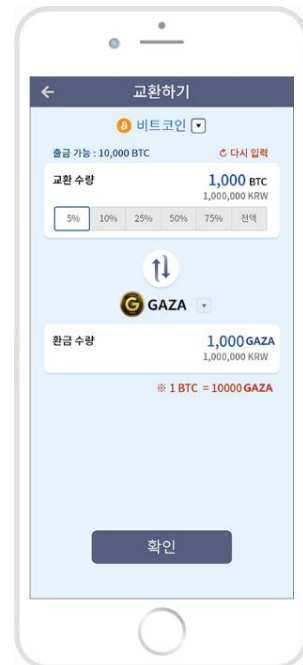 교환하기
비트코인
출금 가능 : 10,000 BTC 다시 입력
교환 수량 1,000 BTC
1,000,000 KRW
5% 10% 25% 50% 75% 전액
G GAZA
환금 수량 1,000 GAZA
1,000,000 KRW
※ 1 BTC = 10000 GAZA
확인